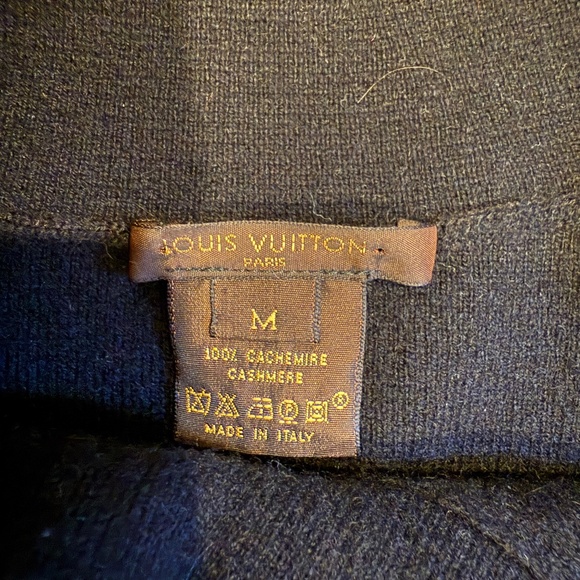 LOUIS VUITTON
PARIS
M
100% CACHEMIRE
CASHMERE
P ®
MADE IN ITALY